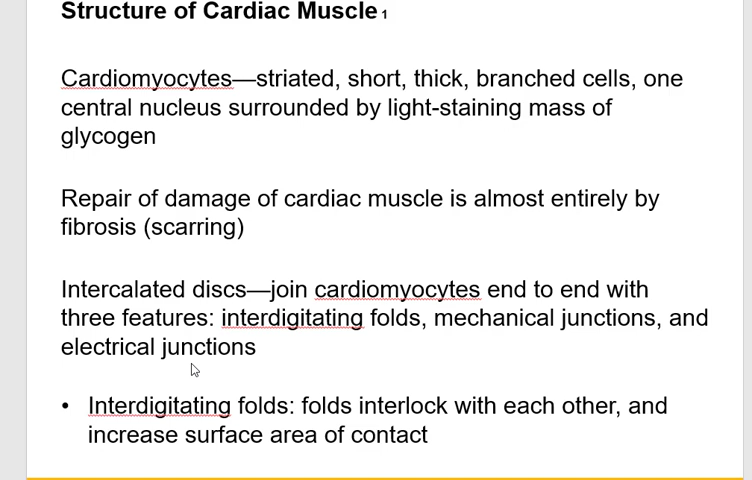 Structure of Cardiac Muscle 1
Cardiomyocytes—striated, short, thick, branched cells, one
central nucleus surrounded by light-staining mass of
glycogen
Repair of damage of cardiac muscle is almost entirely by
fibrosis (scarring)
Intercalated discs—join cardiomyocytes end to end with
three features: interdigitating folds, mechanical junctions, and
electrical junctions
• Interdigitating folds: folds interlock with each other, and
increase surface area of contact